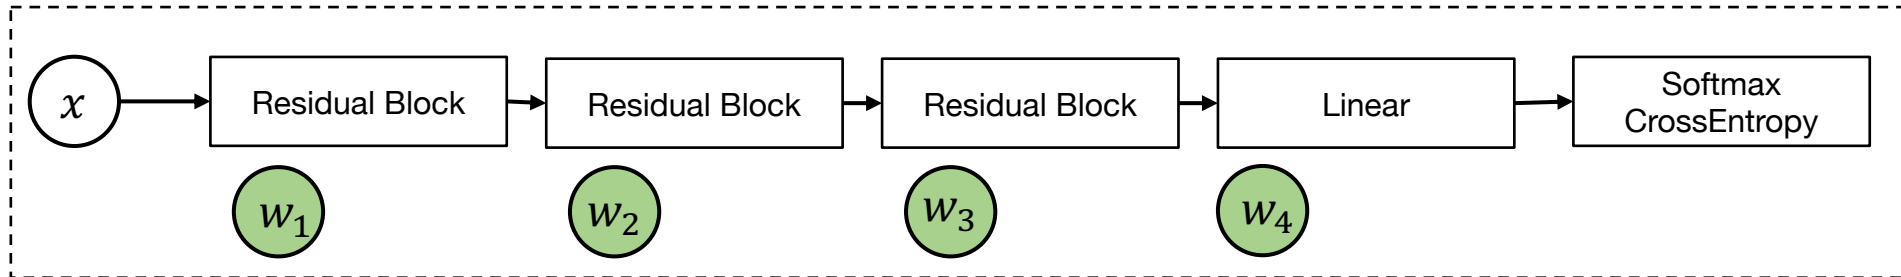 x
Residual Block
Residual Block
Residual Block
Linear
Softmax
CrossEntropy
w₁
w₂
w₃
w₄